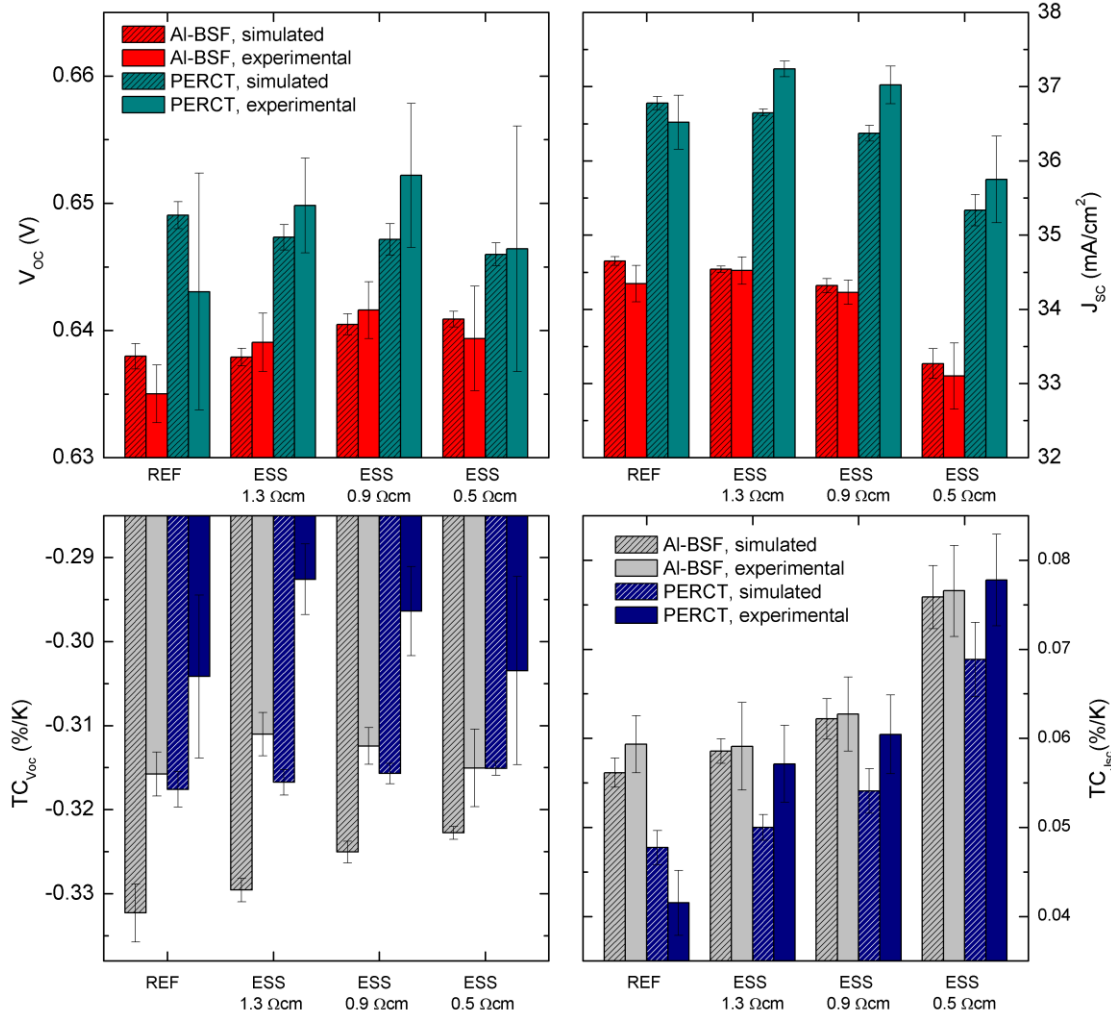 Al-BSF, simulated
Al-BSF, experimental
PERCT, simulated
PERCT, experimental
0.66
0.65
0.64
0.63
V_OC (V)
REF
ESS
1.3 Ωcm
ESS
0.9 Ωcm
ESS
0.5 Ωcm
38
37
36
35
34
33
32
J_SC (mA/cm²)
REF
ESS
1.3 Ωcm
ESS
0.9 Ωcm
ESS
0.5 Ωcm
-0.29
-0.30
-0.31
-0.32
-0.33
TC_Voc (%/K)
REF
ESS
1.3 Ωcm
ESS
0.9 Ωcm
ESS
0.5 Ωcm
Al-BSF, simulated
Al-BSF, experimental
PERCT, simulated
PERCT, experimental
0.08
0.07
0.06
0.05
0.04
TC_Jsc (%/K)
REF
ESS
1.3 Ωcm
ESS
0.9 Ωcm
ESS
0.5 Ωcm